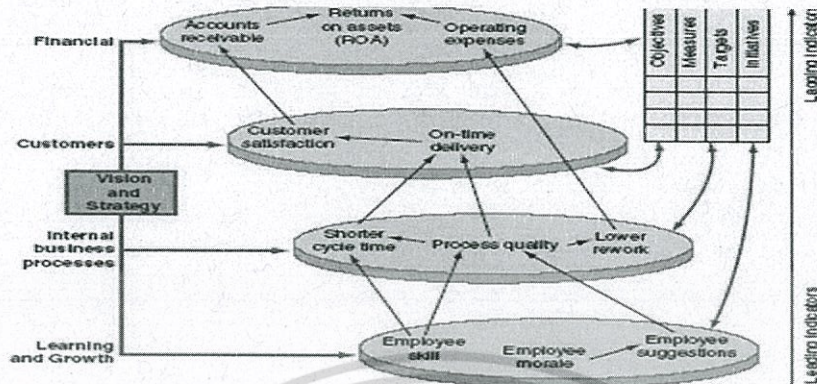 Financial
Accounts
receivable
Returns
on assets
(ROA)
Operating
expenses
Objectives
Measures
Targets
Initiatives
Lagging Indicators
Customers
Customer
satisfaction
On-time
delivery
Vision
and
Strategy
Internal
business
processes
Shorter
cycle time
Process quality
Lower
rework
Learning
and Growth
Employee
skill
Employee
morale
Employee
suggestions
Leading Indicators